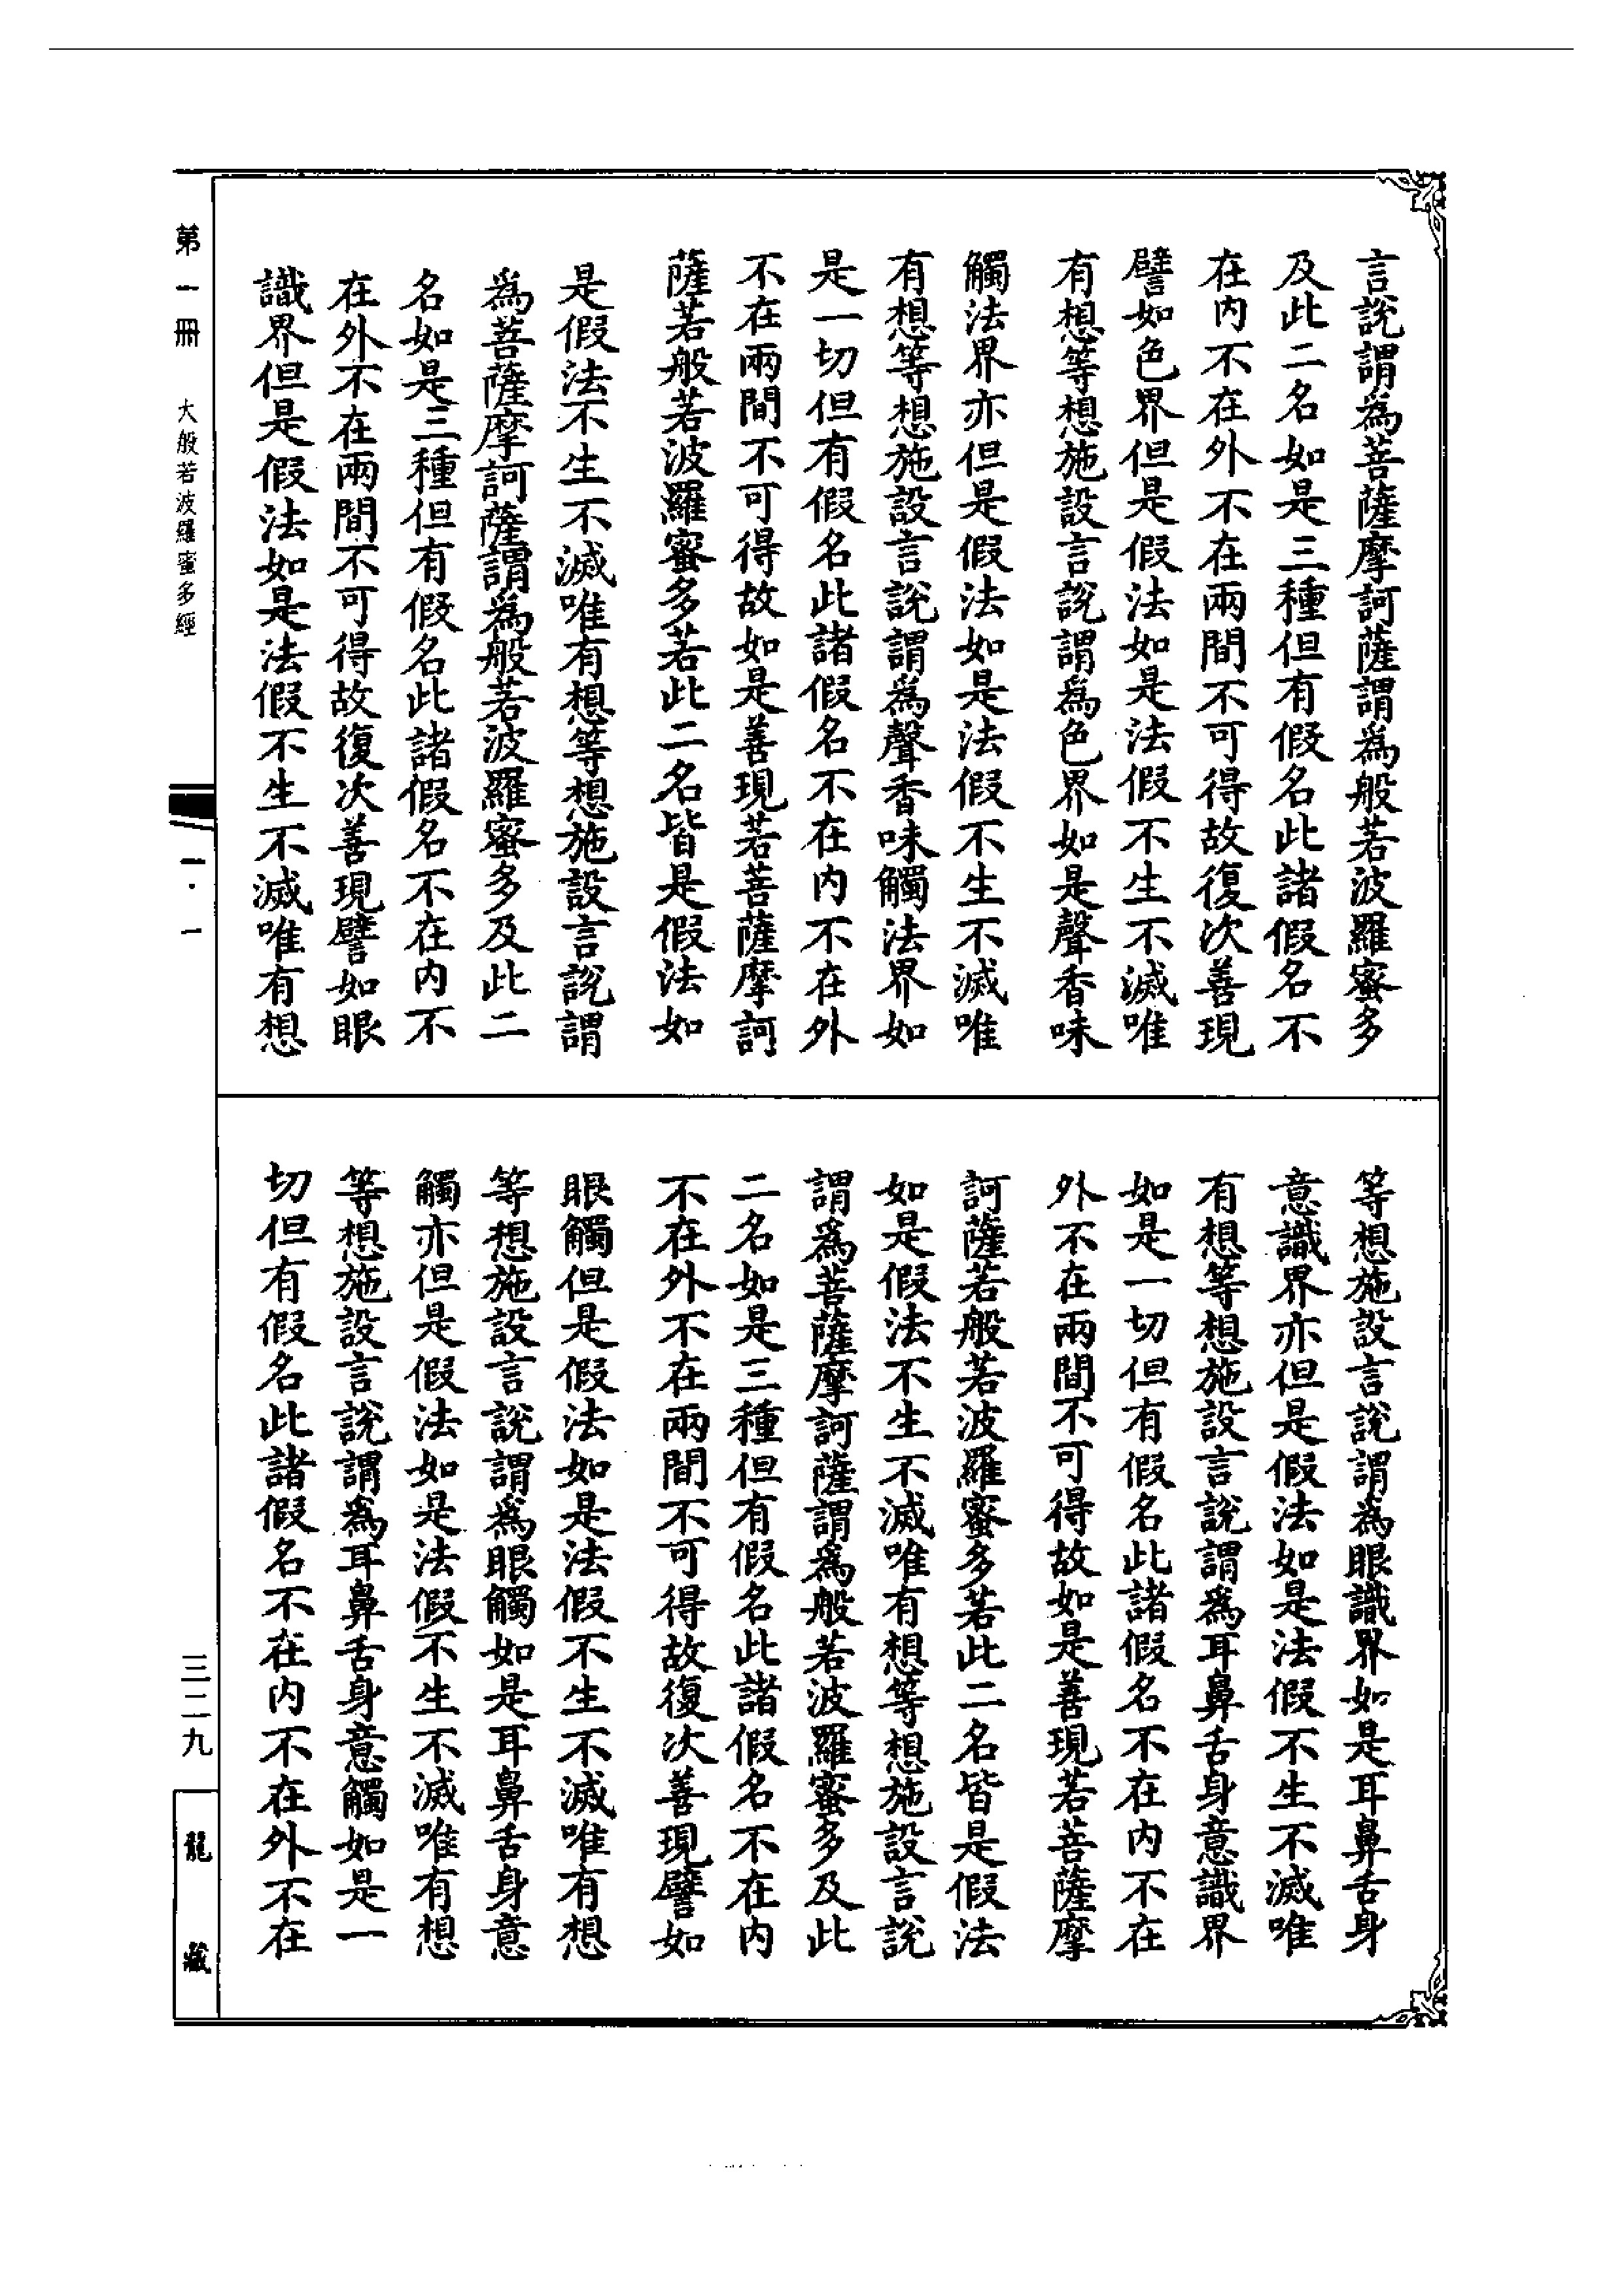 言說謂為菩薩摩訶薩謂為般若波羅蜜多
及此二名如是三種但有假名此諸假名不
在內不在外不在兩間不可得故復次善現
譬如色界但是假法如是法假不生不滅唯
有想等想施設言說謂為色界如是聲香味
觸法界亦但是假法如是法假不生不滅唯
有想等想施設言說謂為聲香味觸法界如
是一切但有假名此諸假名不在內不在外
不在兩間不可得故如是善現若菩薩摩訶
薩若般若波羅蜜多若此二名皆是假法如
是假法不生不滅唯有想等想施設言說謂
為菩薩摩訶薩謂為般若波羅蜜多及此二
名如是三種但有假名此諸假名不在內不
在外不在兩間不可得故復次善現譬如眼
識界但是假法如是法假不生不滅唯有想
等想施設言說謂為眼識界如是耳鼻舌身
意識界亦但是假法如是法假不生不滅唯
有想等想施設言說謂為耳鼻舌身意識界
如是一切但有假名此諸假名不在內不在
外不在兩間不可得故如是善現若菩薩摩
訶薩若般若波羅蜜多若此二名皆是假法
如是假法不生不滅唯有想等想施設言說
謂為菩薩摩訶薩謂為般若波羅蜜多及此
二名如是三種但有假名此諸假名不在內
不在外不在兩間不可得故復次善現譬如
眼觸但是假法如是法假不生不滅唯有想
等想施設言說謂為眼觸如是耳鼻舌身意
觸亦但是假法如是法假不生不滅唯有想
等想施設言說謂為耳鼻舌身意觸如是一
切但有假名此諸假名不在內不在外不在
第一冊 大般若波羅蜜多經
一·一
三二九
龍藏